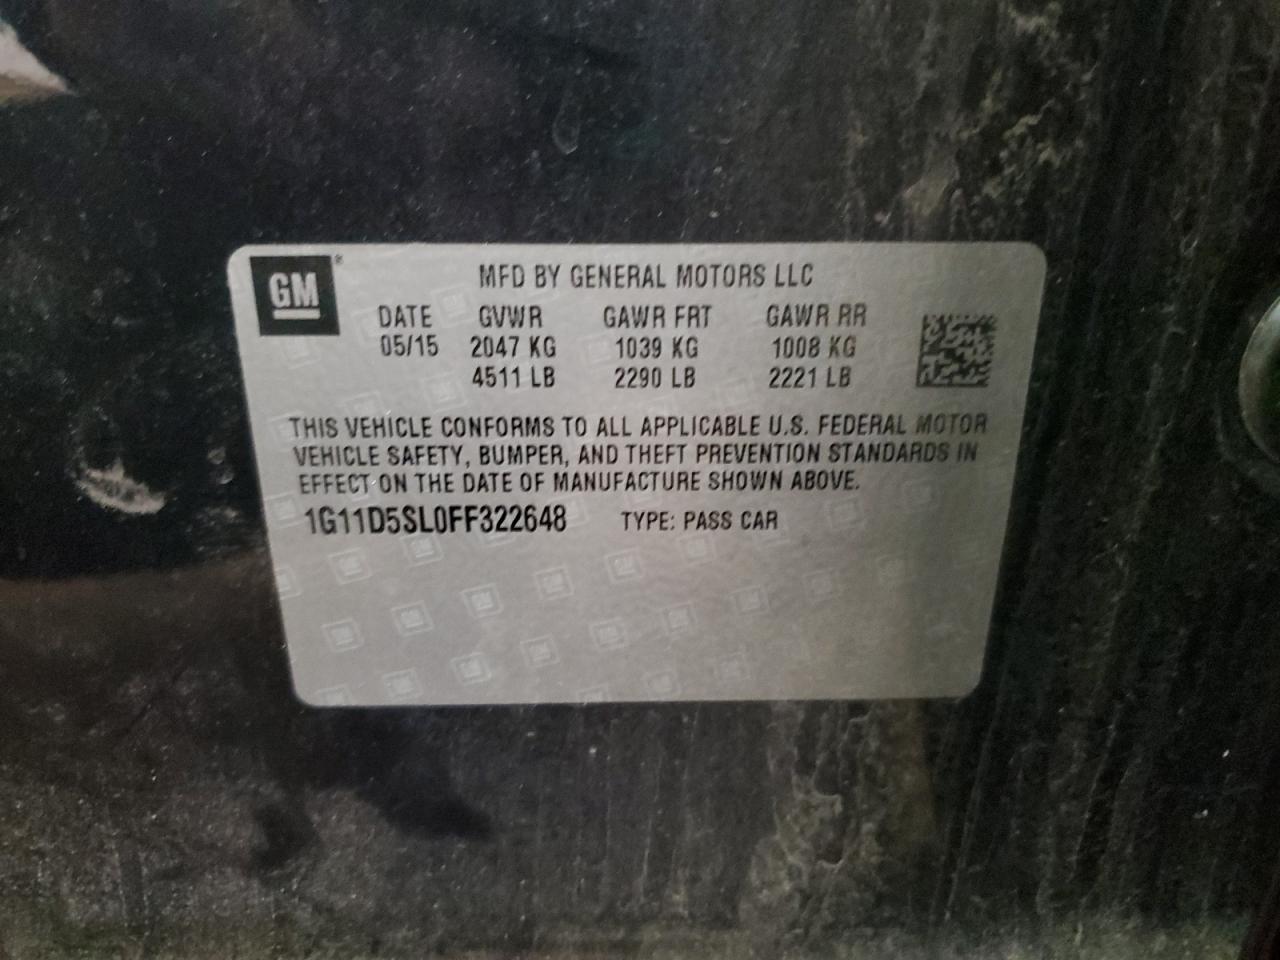 GM®
MFD BY GENERAL MOTORS LLC
DATE GVWR GAWR FRT GAWR RR
05/15 2047 KG 1039 KG 1008 KG
4511 LB 2290 LB 2221 LB
THIS VEHICLE CONFORMS TO ALL APPLICABLE U.S. FEDERAL MOTOR
VEHICLE SAFETY, BUMPER, AND THEFT PREVENTION STANDARDS IN
EFFECT ON THE DATE OF MANUFACTURE SHOWN ABOVE.
1G11D5SL0FF322648 TYPE: PASS CAR